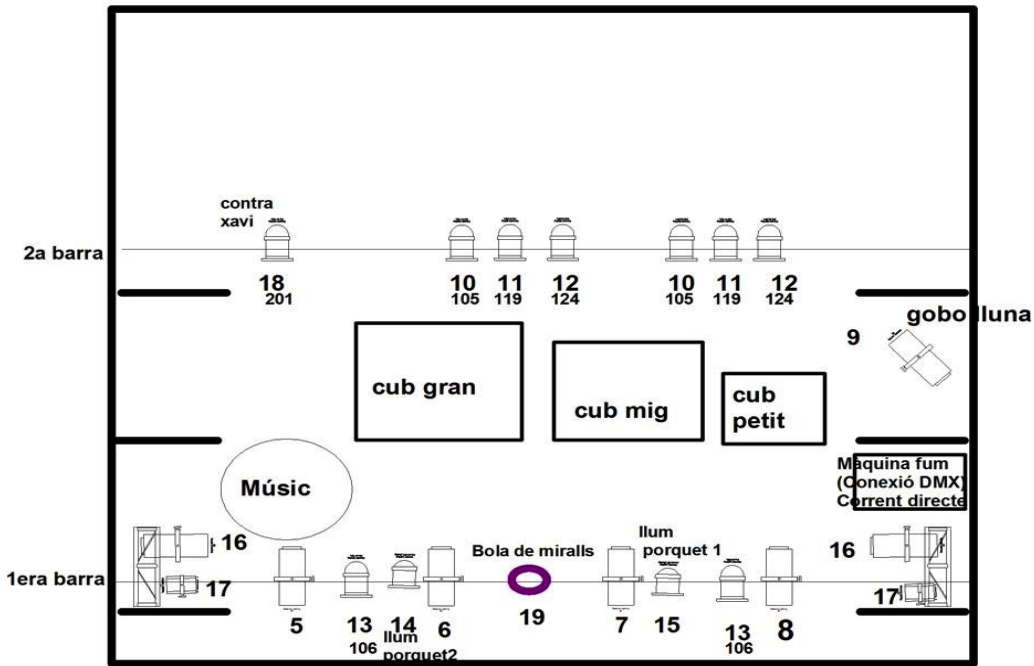 contra
xavi
2a barra
18
201
10
105
11
119
12
124
10
105
11
119
12
124
gobo lluna
9
cub gran
cub mig
cub
petit
Músic
Màquina fum
(Conexió DMX)
Corrent directe
16
16
17
17
1era barra
Bola de miralls
llum
porquet 1
5
13
106
14
llum
porquet2
6
19
7
15
13
106
8